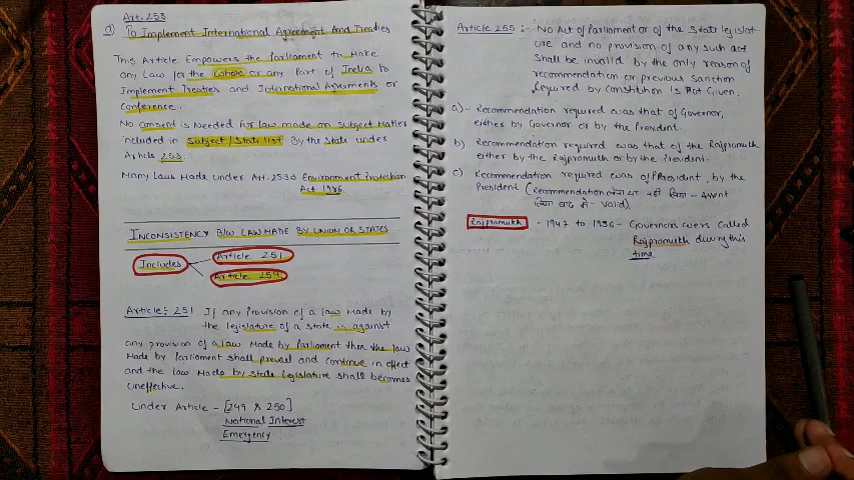 Art. 253
d) To Implement International Agreement And Treaties
This Article Empowers the Parliament to Make
any Law for the whole or any Part of India to
Implement Treaties and International Agreements or
Conference.
No consent is Needed for law made on Subject Matter
included in Subject/State list By the State under
Article 253.
Many Laws Made under Art. 253 Environment Protection
Act 1986
INCONSISTENCY B/W LAW MADE BY UNION OR STATES
Includes
Article 251
Article 254
Article: 251 If any Provision of a law Made by
the legislature of a state is against
any provision of a law Made by Parliament then the law
Made by Parliament shall prevail and continue in effect
and the law Made by state Legislature shall becomes
uneffective.
Under Article - [249 & 250]
National Interest
Emergency
Article 255 :- No Act of Parliament or of the State legislat-
ure and no provision of any such act
Shall be invalid by the only reason of
recommendation or previous sanction
required by Constitution Is Not Given.
a) - Recommendation required was that of Governor,
either by Governor or by the President.
b) Recommendation required was that of the Rajpramukh
either by the Rajpramukh or by the President.
c) Recommendation required was of President, by the
President (Recommendation लेना था नहीं लिया - Assent
दिया बाद में - Valid).
Rajpramukh - 1947 to 1956 - Governors were called
Rajpramukh during this
time.